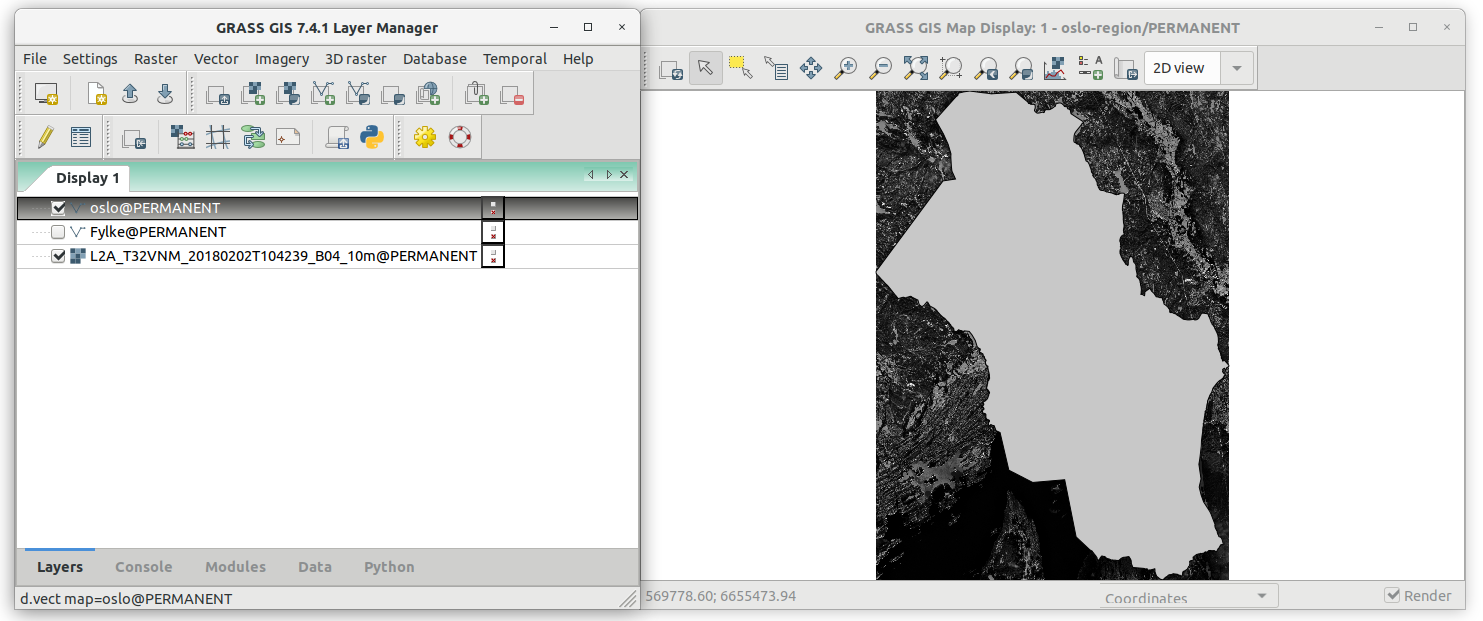 GRASS GIS 7.4.1 Layer Manager
File Settings Raster Vector Imagery 3D raster Database Temporal Help
Display 1
oslo@PERMANENT
Fylke@PERMANENT
L2A_T32VNM_20180202T104239_B04_10m@PERMANENT
Layers Console Modules Data Python
d.vect map=oslo@PERMANENT
GRASS GIS Map Display: 1 - oslo-region/PERMANENT
A
2D view
569778.60; 6655473.94
Coordinates
Render